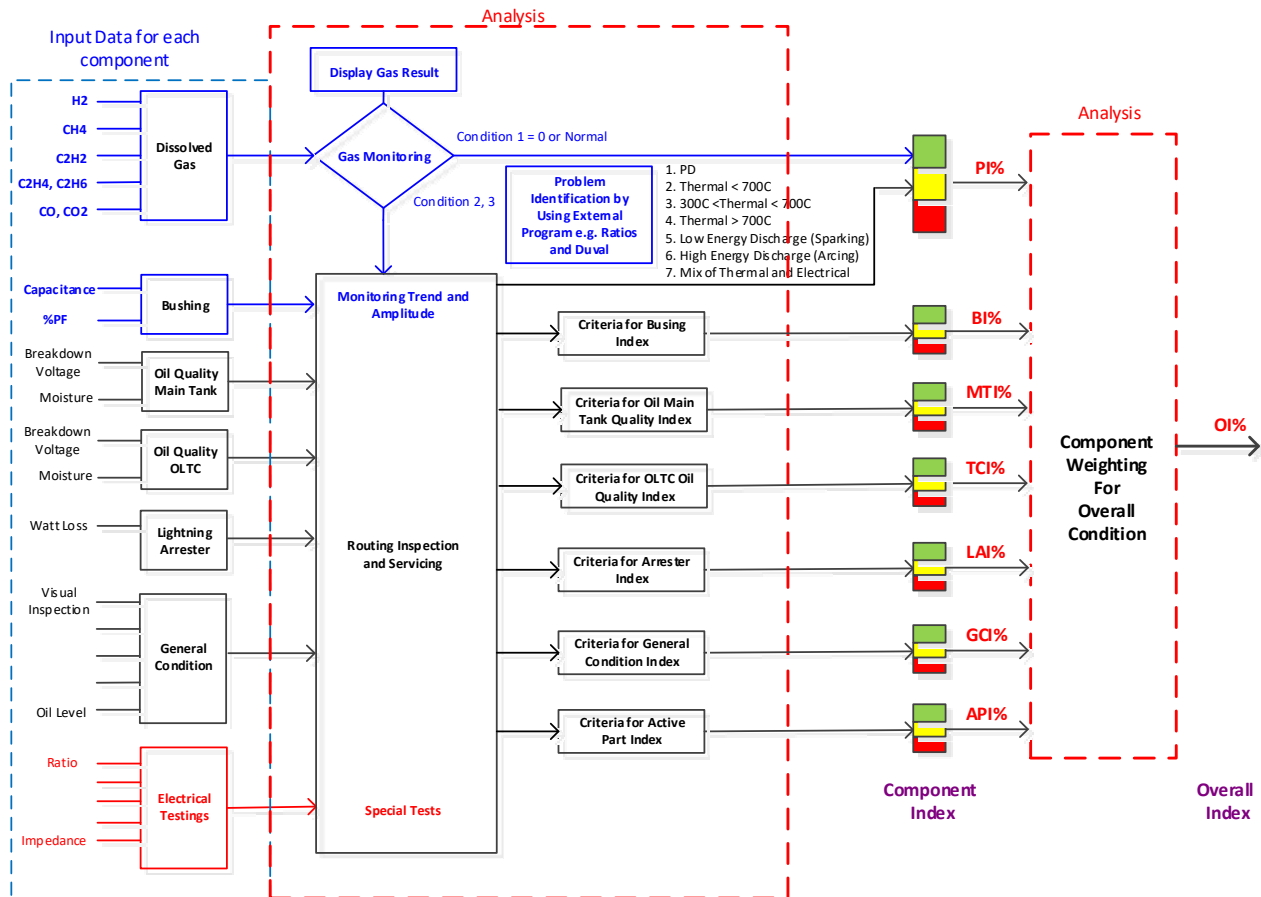 Analysis
Input Data for each
component
Display Gas Result
H2
CH4
C2H2
C2H4, C2H6
CO, CO2
Dissolved
Gas
Gas Monitoring
Condition 1 = 0 or Normal
Condition 2, 3
Problem
Identification by
Using External
Program e.g. Ratios
and Duval
1. PD
2. Thermal < 700C
3. 300C <Thermal < 700C
4. Thermal > 700C
5. Low Energy Discharge (Sparking)
6. High Energy Discharge (Arcing)
7. Mix of Thermal and Electrical
PI%
Analysis
Capacitance
%PF
Bushing
Monitoring Trend and
Amplitude
Criteria for Busing
Index
BI%
Breakdown
Voltage
Moisture
Oil Quality
Main Tank
Criteria for Oil Main
Tank Quality Index
MTI%
Breakdown
Voltage
Moisture
Oil Quality
OLTC
Criteria for OLTC Oil
Quality Index
TCI%
Component
Weighting
For
Overall
Condition
OI%
Watt Loss
Lightning
Arrester
Routing Inspection
and Servicing
Criteria for Arrester
Index
LAI%
Visual
Inspection
Oil Level
General
Condition
Criteria for General
Condition Index
GCI%
Criteria for Active
Part Index
API%
Ratio
Impedance
Electrical
Testings
Special Tests
Component
Index
Overall
Index